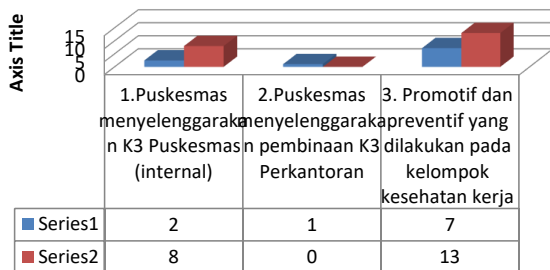 Axis Title
15
10
5
0
1.Puskesmas
menyelenggaraka
n K3 Puskesmas
(internal)
2.Puskesmas
menyelenggaraka
n pembinaan K3
Perkantoran
3. Promotif dan
preventif yang
dilakukan pada
kelompok
kesehatan kerja
Series1 2 1 7
Series2 8 0 13